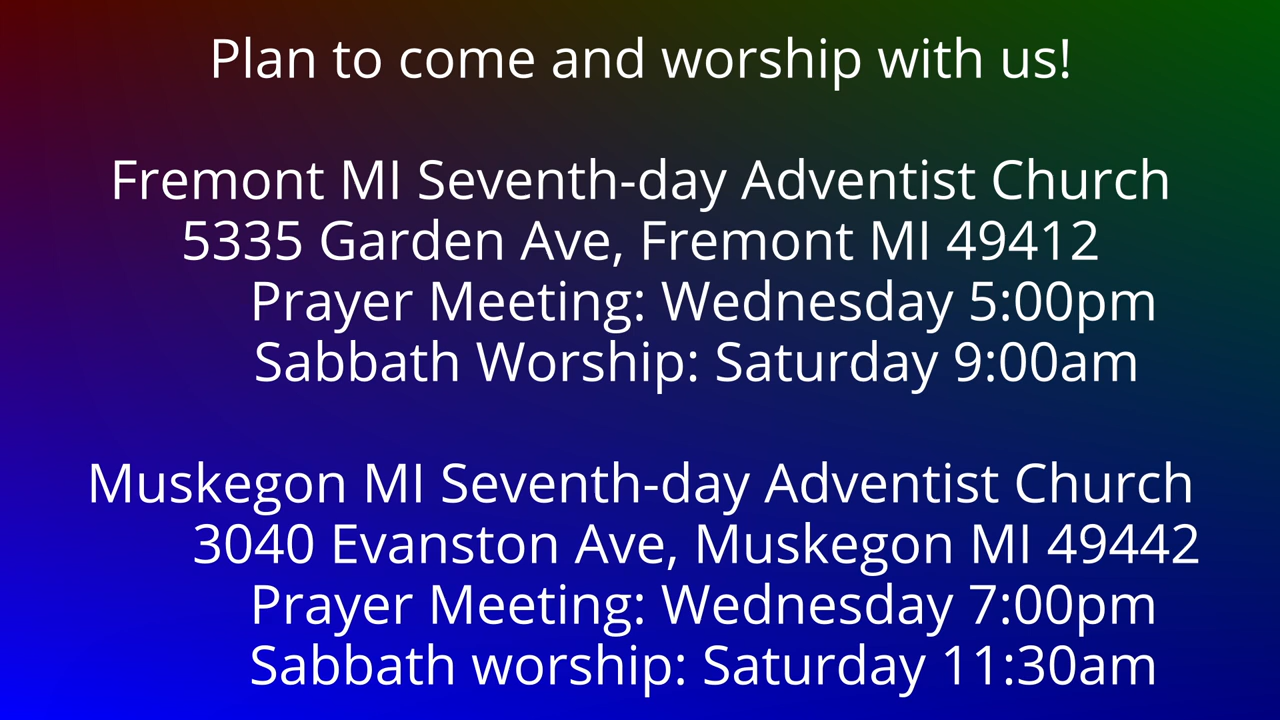 Plan to come and worship with us!
Fremont MI Seventh-day Adventist Church
5335 Garden Ave, Fremont MI 49412
Prayer Meeting: Wednesday 5:00pm
Sabbath Worship: Saturday 9:00am
Muskegon MI Seventh-day Adventist Church
3040 Evanston Ave, Muskegon MI 49442
Prayer Meeting: Wednesday 7:00pm
Sabbath worship: Saturday 11:30am